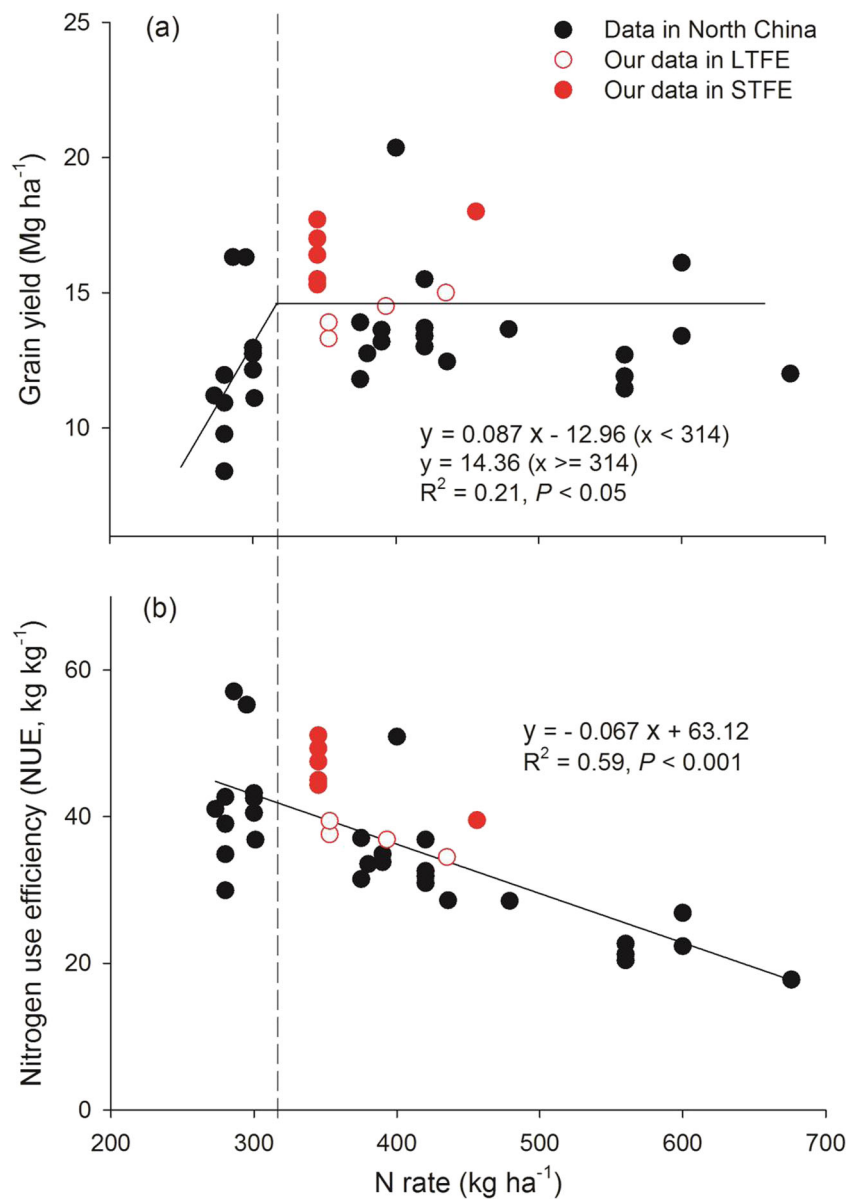 (a)
Data in North China
Our data in LTFE
Our data in STFE
Grain yield (Mg ha⁻¹)
25
20
15
10
y = 0.087 x - 12.96 (x < 314)
y = 14.36 (x >= 314)
R² = 0.21, P < 0.05
(b)
Nitrogen use efficiency (NUE, kg kg⁻¹)
60
40
20
0
y = - 0.067 x + 63.12
R² = 0.59, P < 0.001
200 300 400 500 600 700
N rate (kg ha⁻¹)